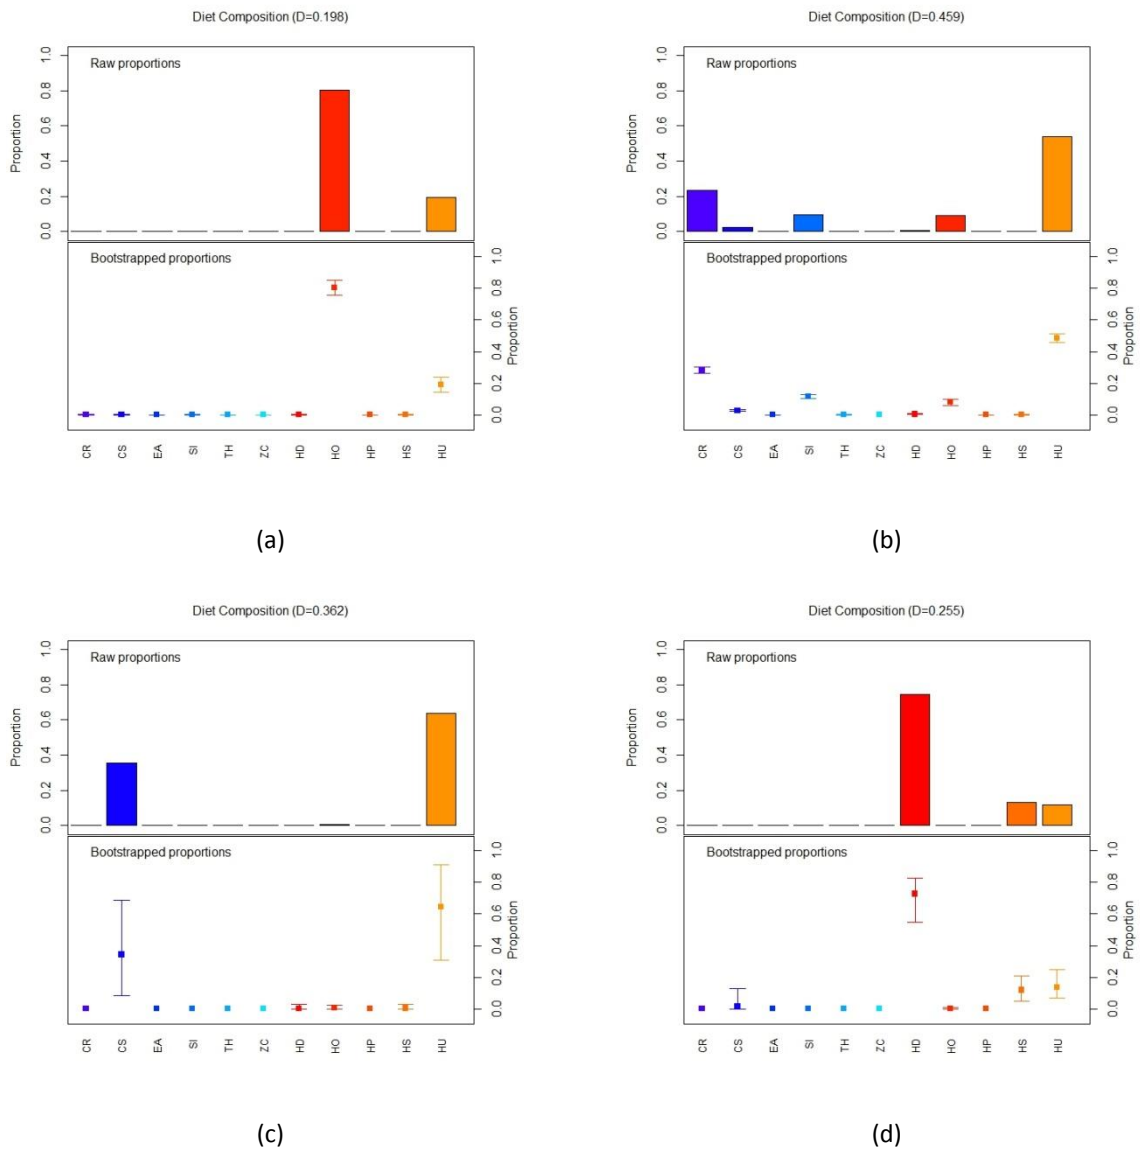 Diet Composition (D=0.198)
Raw proportions
Proportion
0.0 0.2 0.4 0.6 0.8 1.0
Bootstrapped proportions
Proportion
0.0 0.2 0.4 0.6 0.8 1.0
CR CS EA SI TH ZC HD HO HP HS HU
(a)
Diet Composition (D=0.459)
Raw proportions
Proportion
0.0 0.2 0.4 0.6 0.8 1.0
Bootstrapped proportions
Proportion
0.0 0.2 0.4 0.6 0.8 1.0
CR CS EA SI TH ZC HD HO HP HS HU
(b)
Diet Composition (D=0.362)
Raw proportions
Proportion
0.0 0.2 0.4 0.6 0.8 1.0
Bootstrapped proportions
Proportion
0.0 0.2 0.4 0.6 0.8 1.0
CR CS EA SI TH ZC HD HO HP HS HU
(c)
Diet Composition (D=0.255)
Raw proportions
Proportion
0.0 0.2 0.4 0.6 0.8 1.0
Bootstrapped proportions
Proportion
0.0 0.2 0.4 0.6 0.8 1.0
CR CS EA SI TH ZC HD HO HP HS HU
(d)